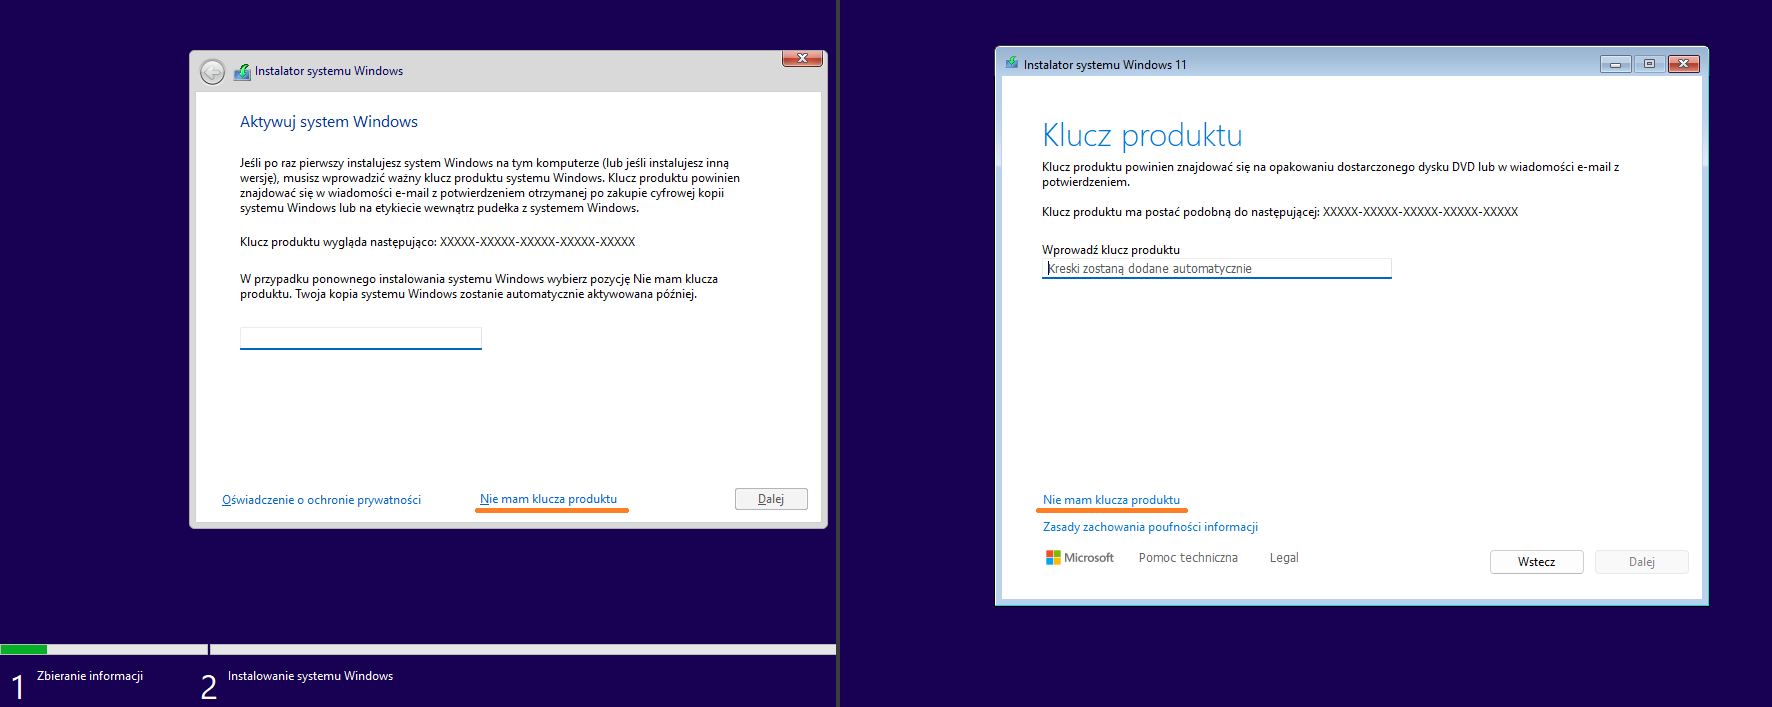 Instalator systemu Windows
Aktywuj system Windows
Jeśli po raz pierwszy instalujesz system Windows na tym komputerze (lub jeśli instalujesz inną
wersję), musisz wprowadzić ważny klucz produktu systemu Windows. Klucz produktu powinien
znajdować się w wiadomości e-mail z potwierdzeniem otrzymanej po zakupie cyfrowej kopii
systemu Windows lub na etykiecie wewnątrz pudełka z systemem Windows.
Klucz produktu wygląda następująco: XXXXX-XXXXX-XXXXX-XXXXX-XXXXX
W przypadku ponownego instalowania systemu Windows wybierz pozycję Nie mam klucza
produktu. Twoja kopia systemu Windows zostanie automatycznie aktywowana później.
Oświadczenie o ochronie prywatności
Nie mam klucza produktu
Dalej
1 Zbieranie informacji
2 Instalowanie systemu Windows
Instalator systemu Windows 11
Klucz produktu
Klucz produktu powinien znajdować się na opakowaniu dostarczonego dysku DVD lub w wiadomości e-mail z
potwierdzeniem.
Klucz produktu ma postać podobną do następującej: XXXXX-XXXXX-XXXXX-XXXXX-XXXXX
Wprowadź klucz produktu
Kreski zostaną dodane automatycznie
Nie mam klucza produktu
Zasady zachowania poufności informacji
Microsoft
Pomoc techniczna
Legal
Wstecz
Dalej